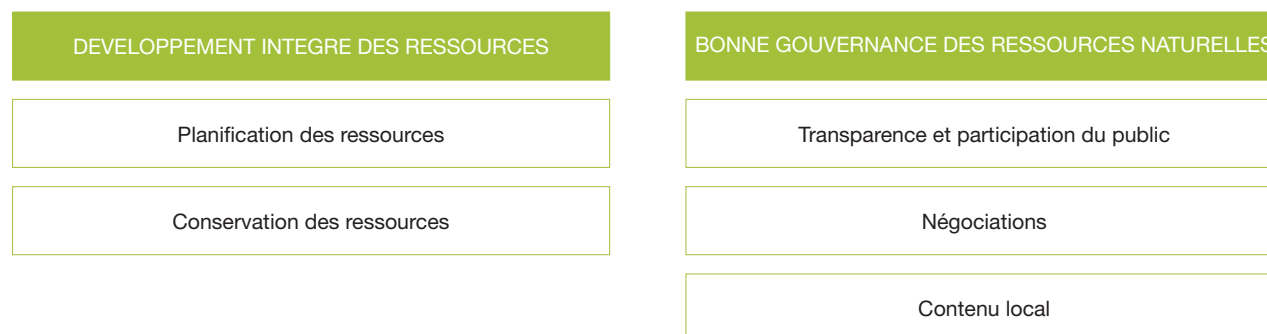 DEVELOPPEMENT INTEGRE DES RESSOURCES
Planification des ressources
Conservation des ressources
BONNE GOUVERNANCE DES RESSOURCES NATURELLES
Transparence et participation du public
Négociations
Contenu local